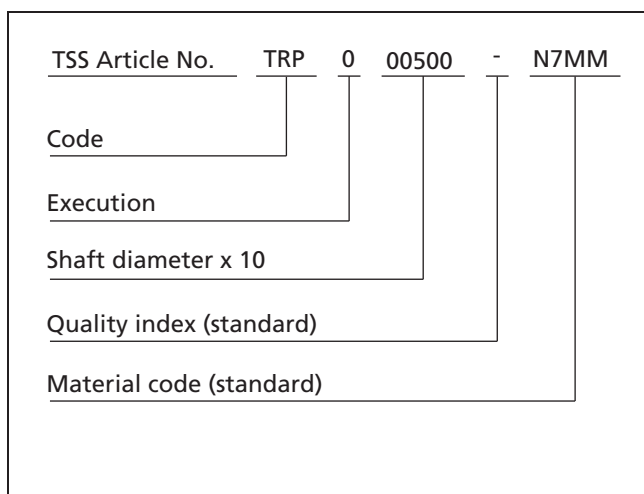 TSS Article No. TRP 0 00500 - N7MM
Code
Execution
Shaft diameter x 10
Quality index (standard)
Material code (standard)